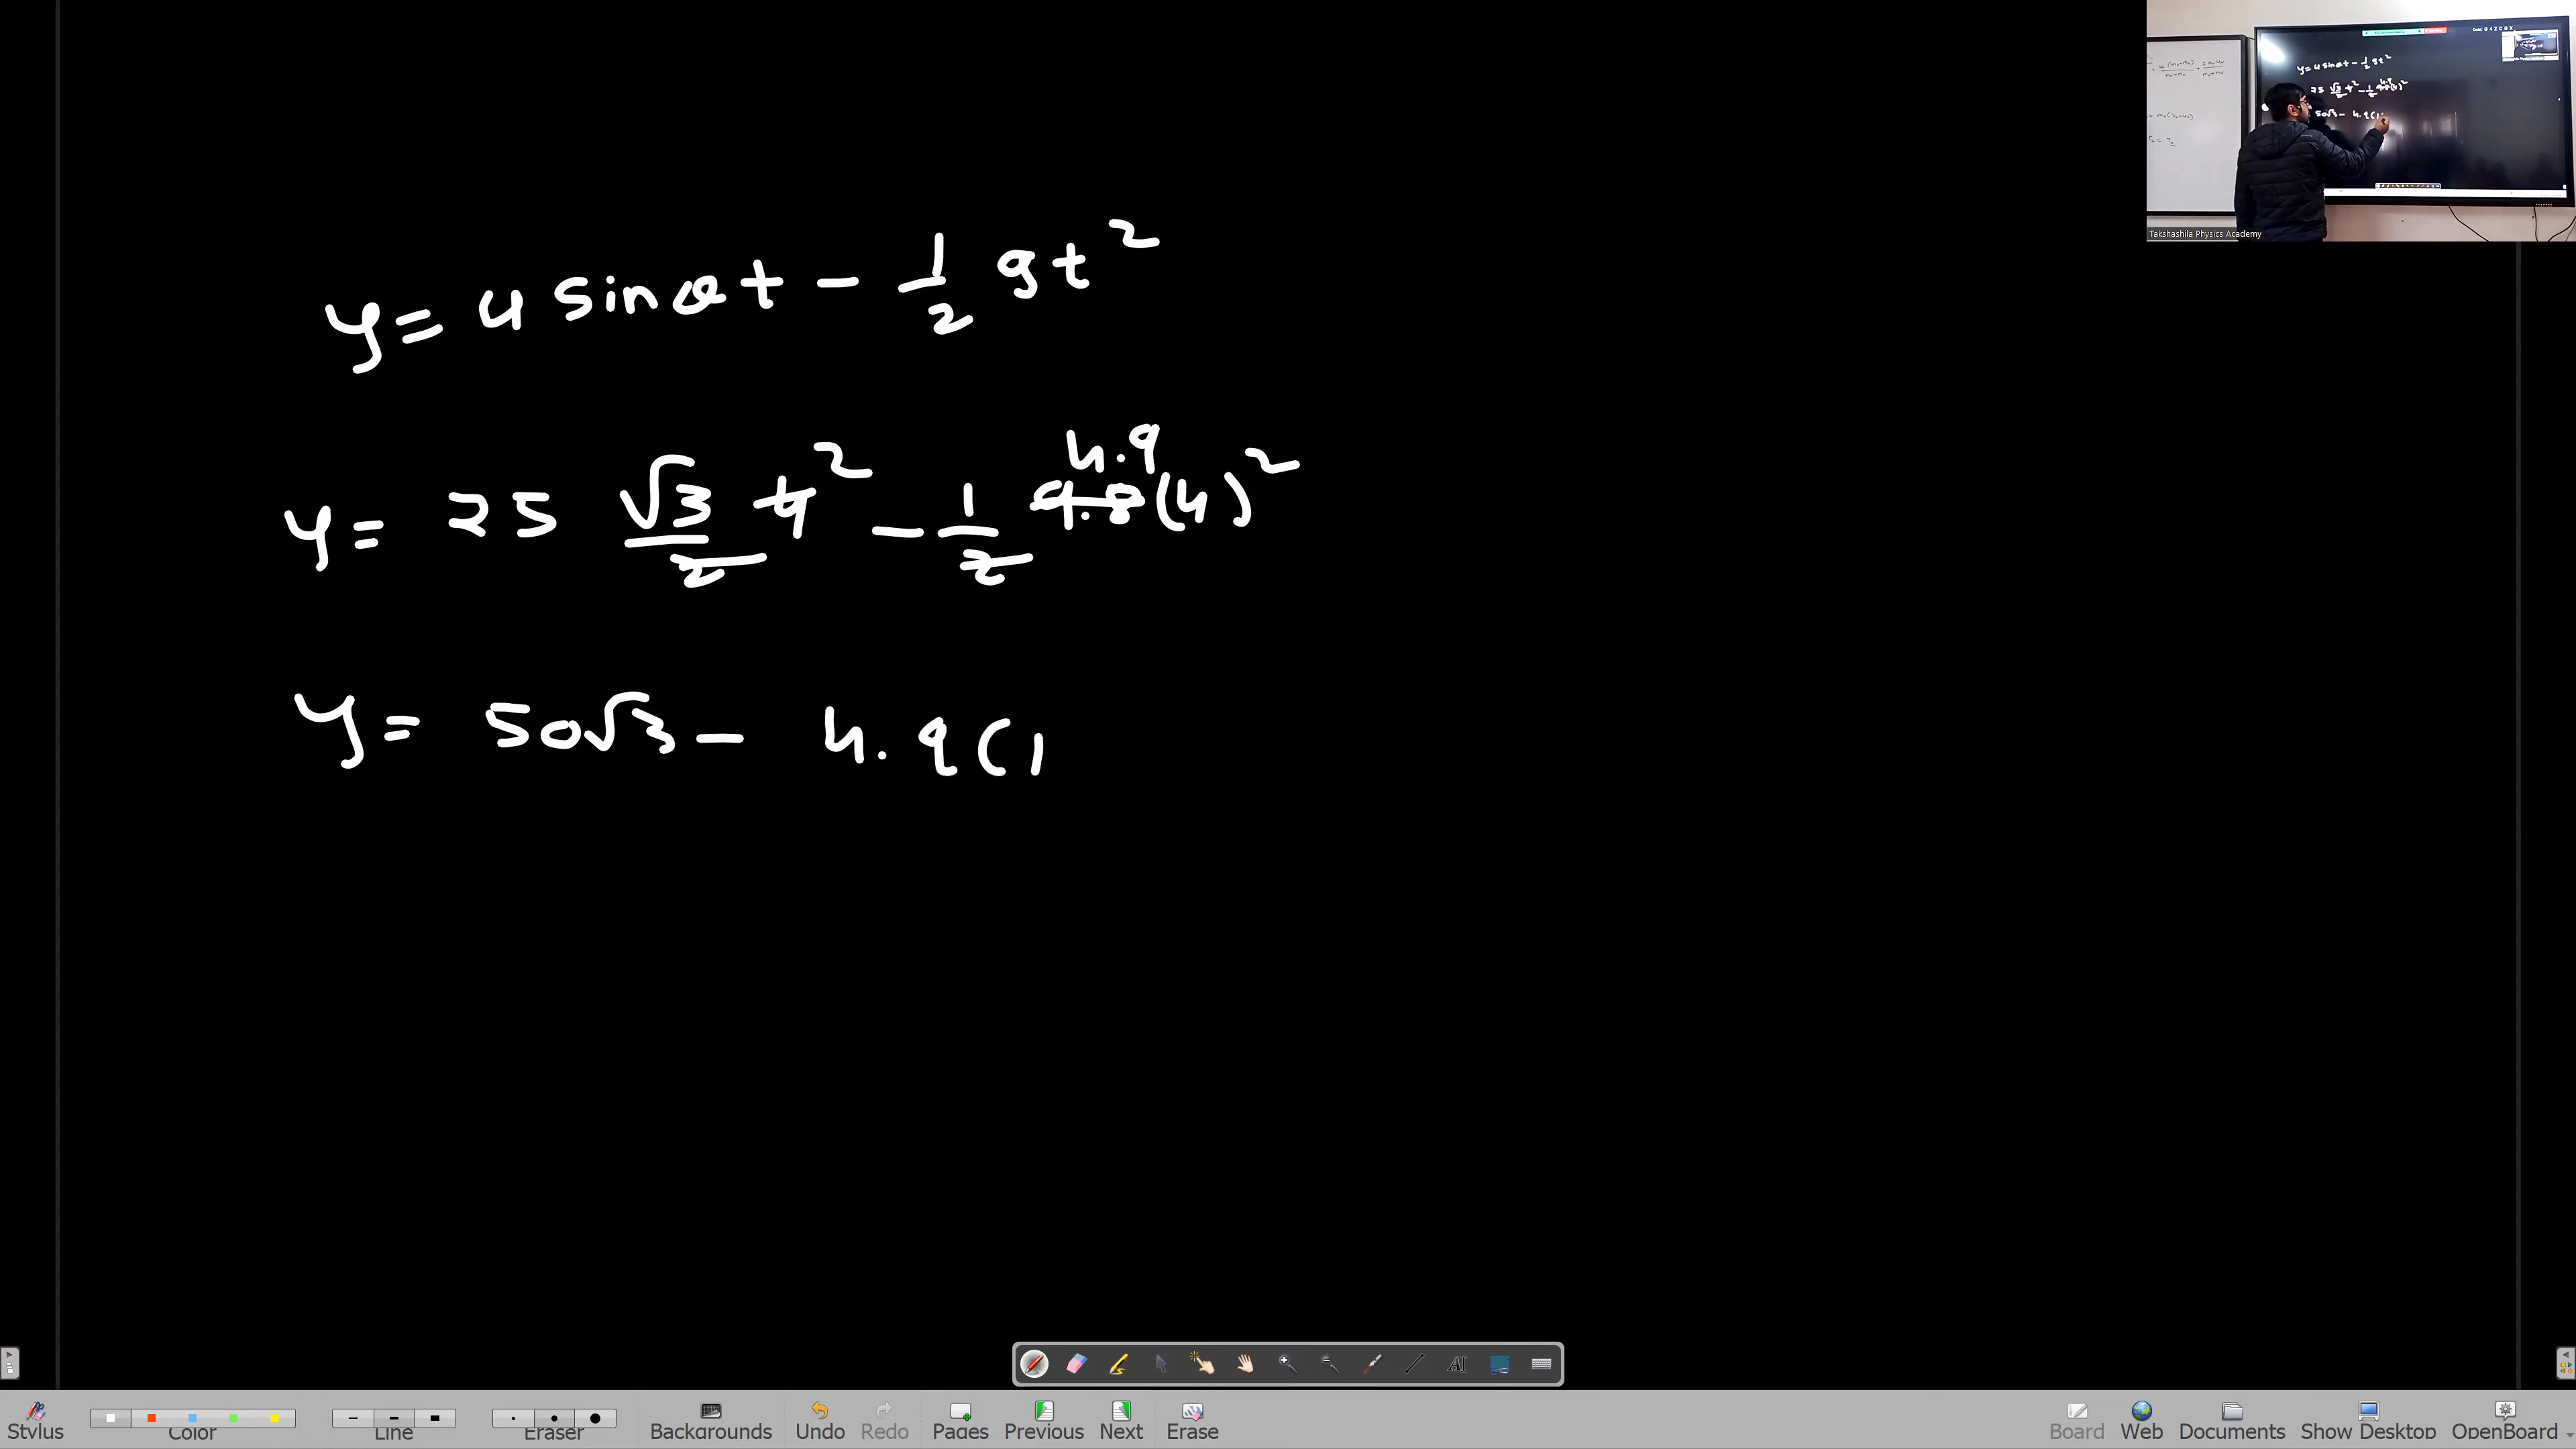 y = u sinθt - 1/2 gt²
4.9
y = 25 √3/2 4² - 1/2 9.8(4)²
y = 50√3 - 4.9(1
Takshashila Physics Academy
Stylus Color Line Eraser Backgrounds Undo Redo Pages Previous Next Erase Board Web Documents Show Desktop OpenBoard